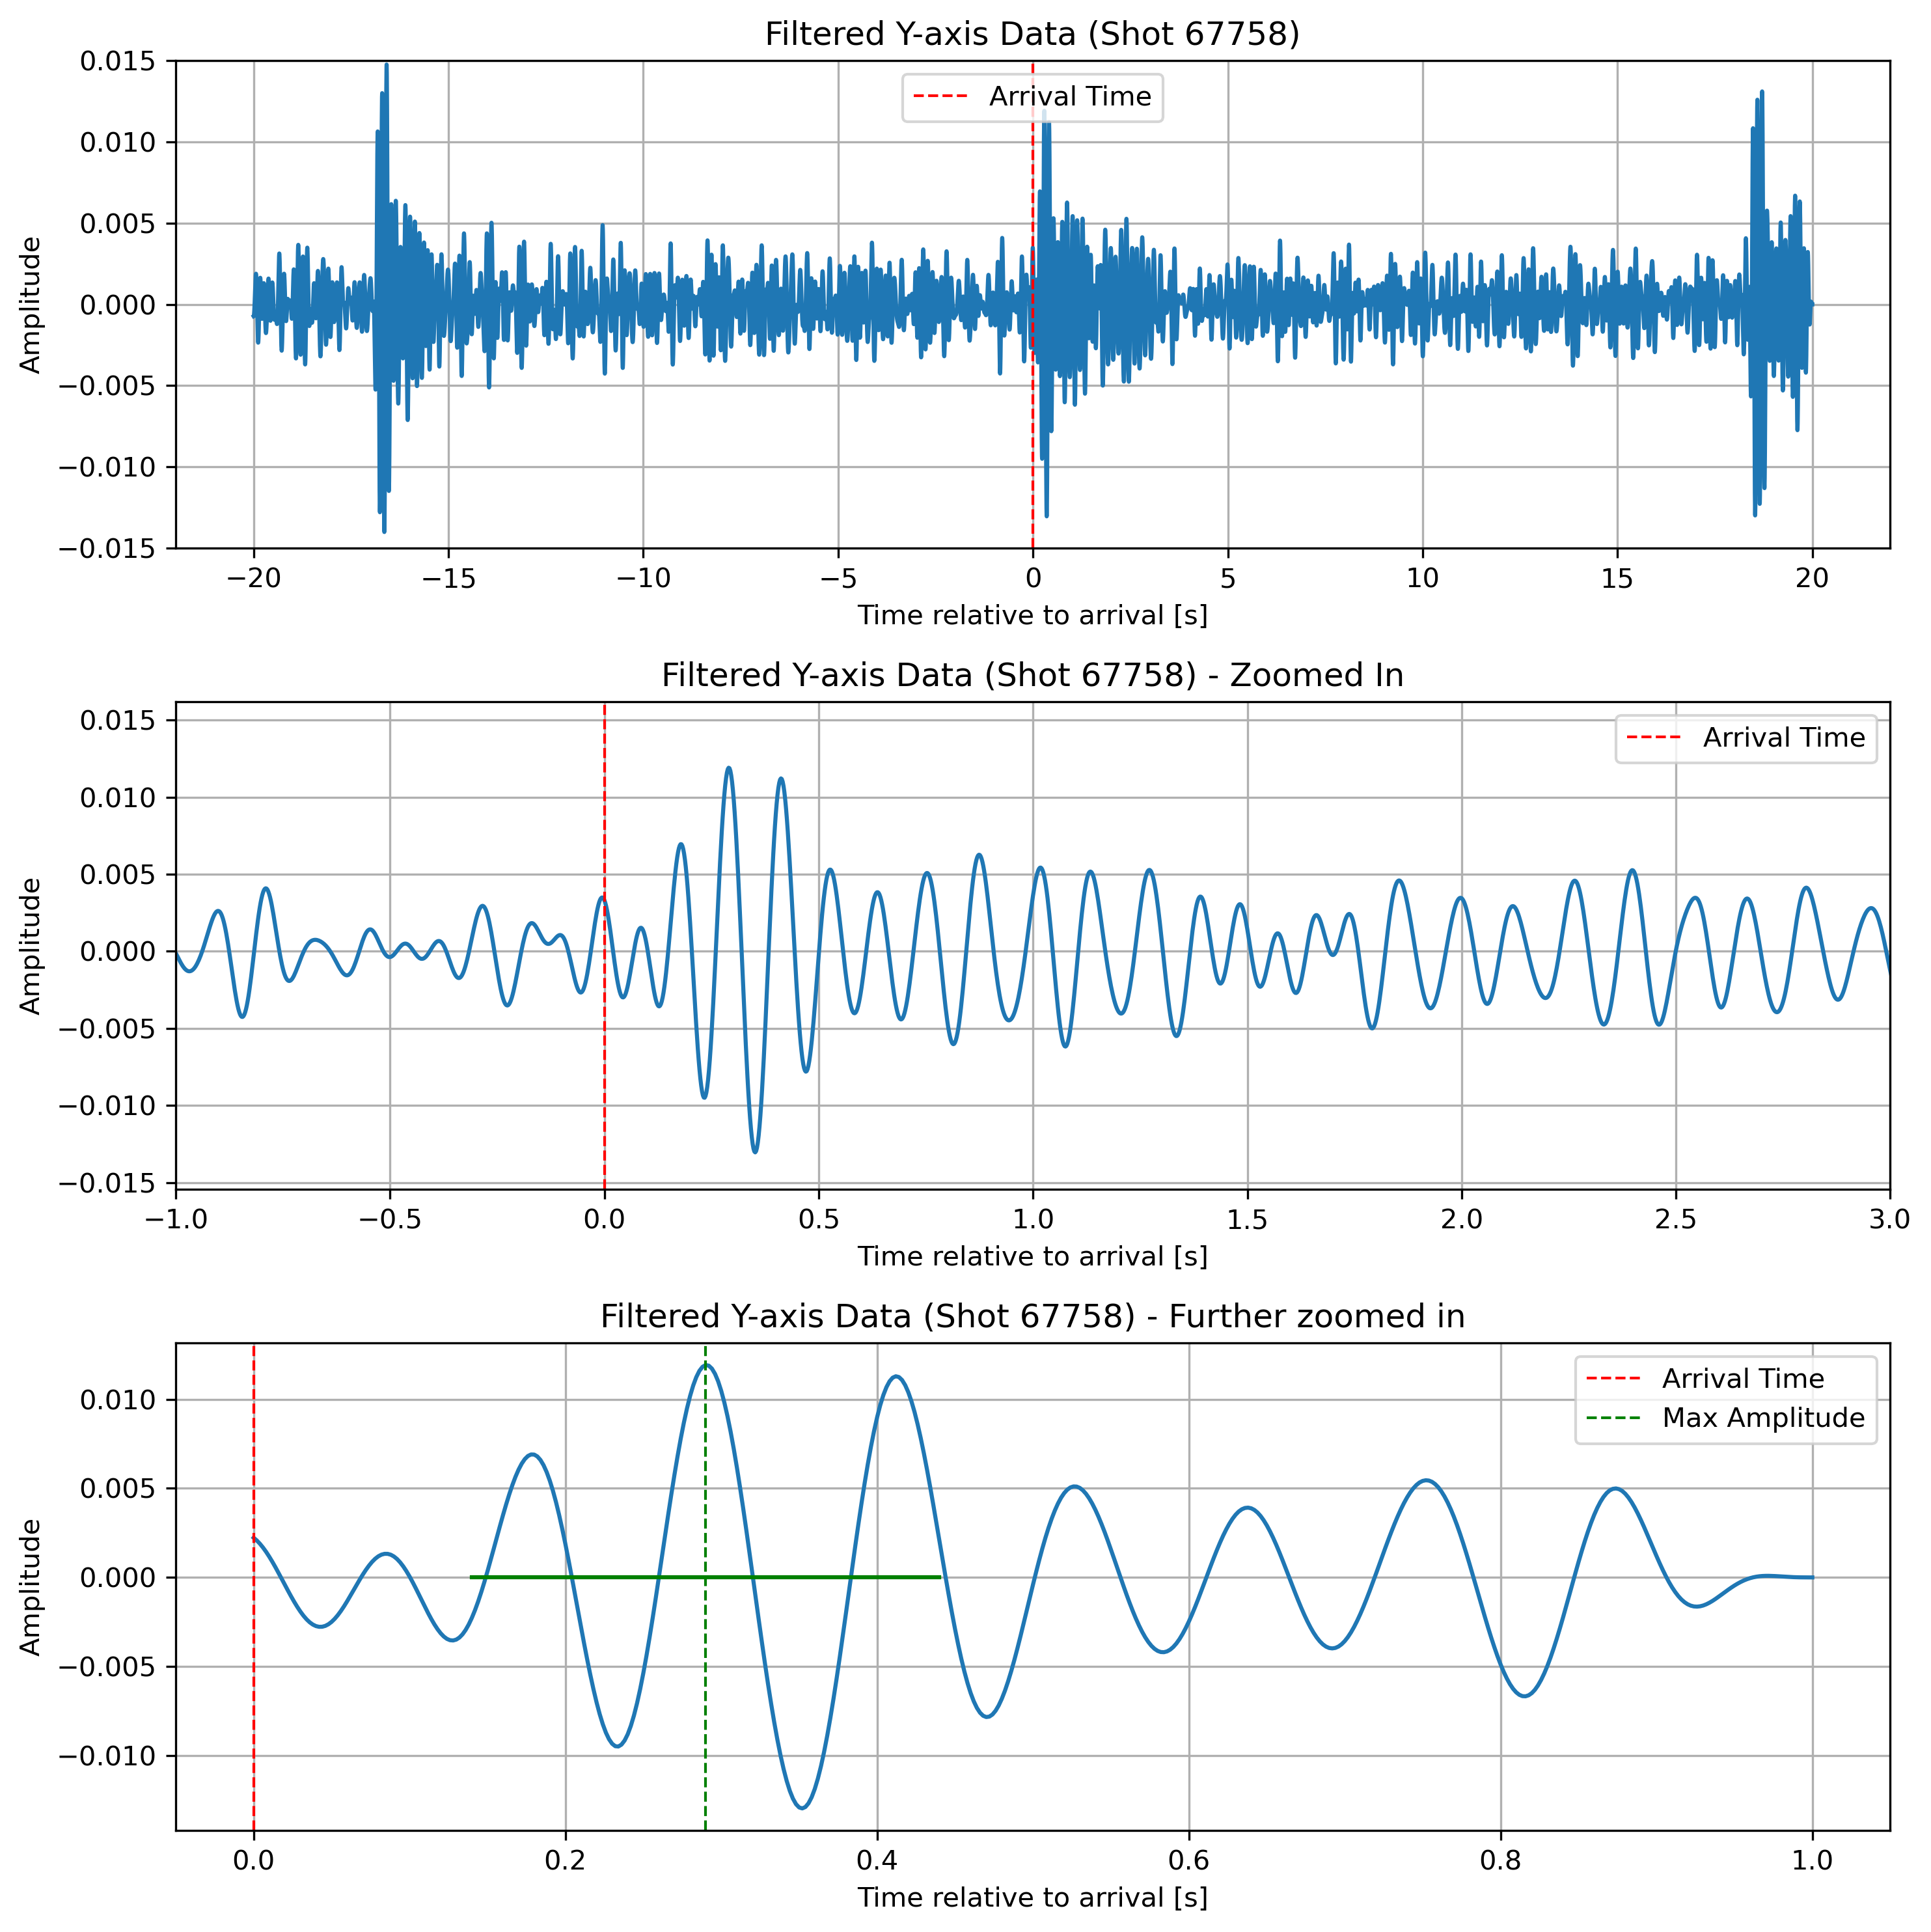 Filtered Y-axis Data (Shot 67758)
Arrival Time
0.015
0.010
0.005
0.000
−0.005
−0.010
−0.015
Amplitude
−20 −15 −10 −5 0 5 10 15 20
Time relative to arrival [s]
Filtered Y-axis Data (Shot 67758) - Zoomed In
Arrival Time
0.015
0.010
0.005
0.000
−0.005
−0.010
−0.015
Amplitude
−1.0 −0.5 0.0 0.5 1.0 1.5 2.0 2.5 3.0
Time relative to arrival [s]
Filtered Y-axis Data (Shot 67758) - Further zoomed in
Arrival Time
Max Amplitude
0.010
0.005
0.000
−0.005
−0.010
Amplitude
0.0 0.2 0.4 0.6 0.8 1.0
Time relative to arrival [s]